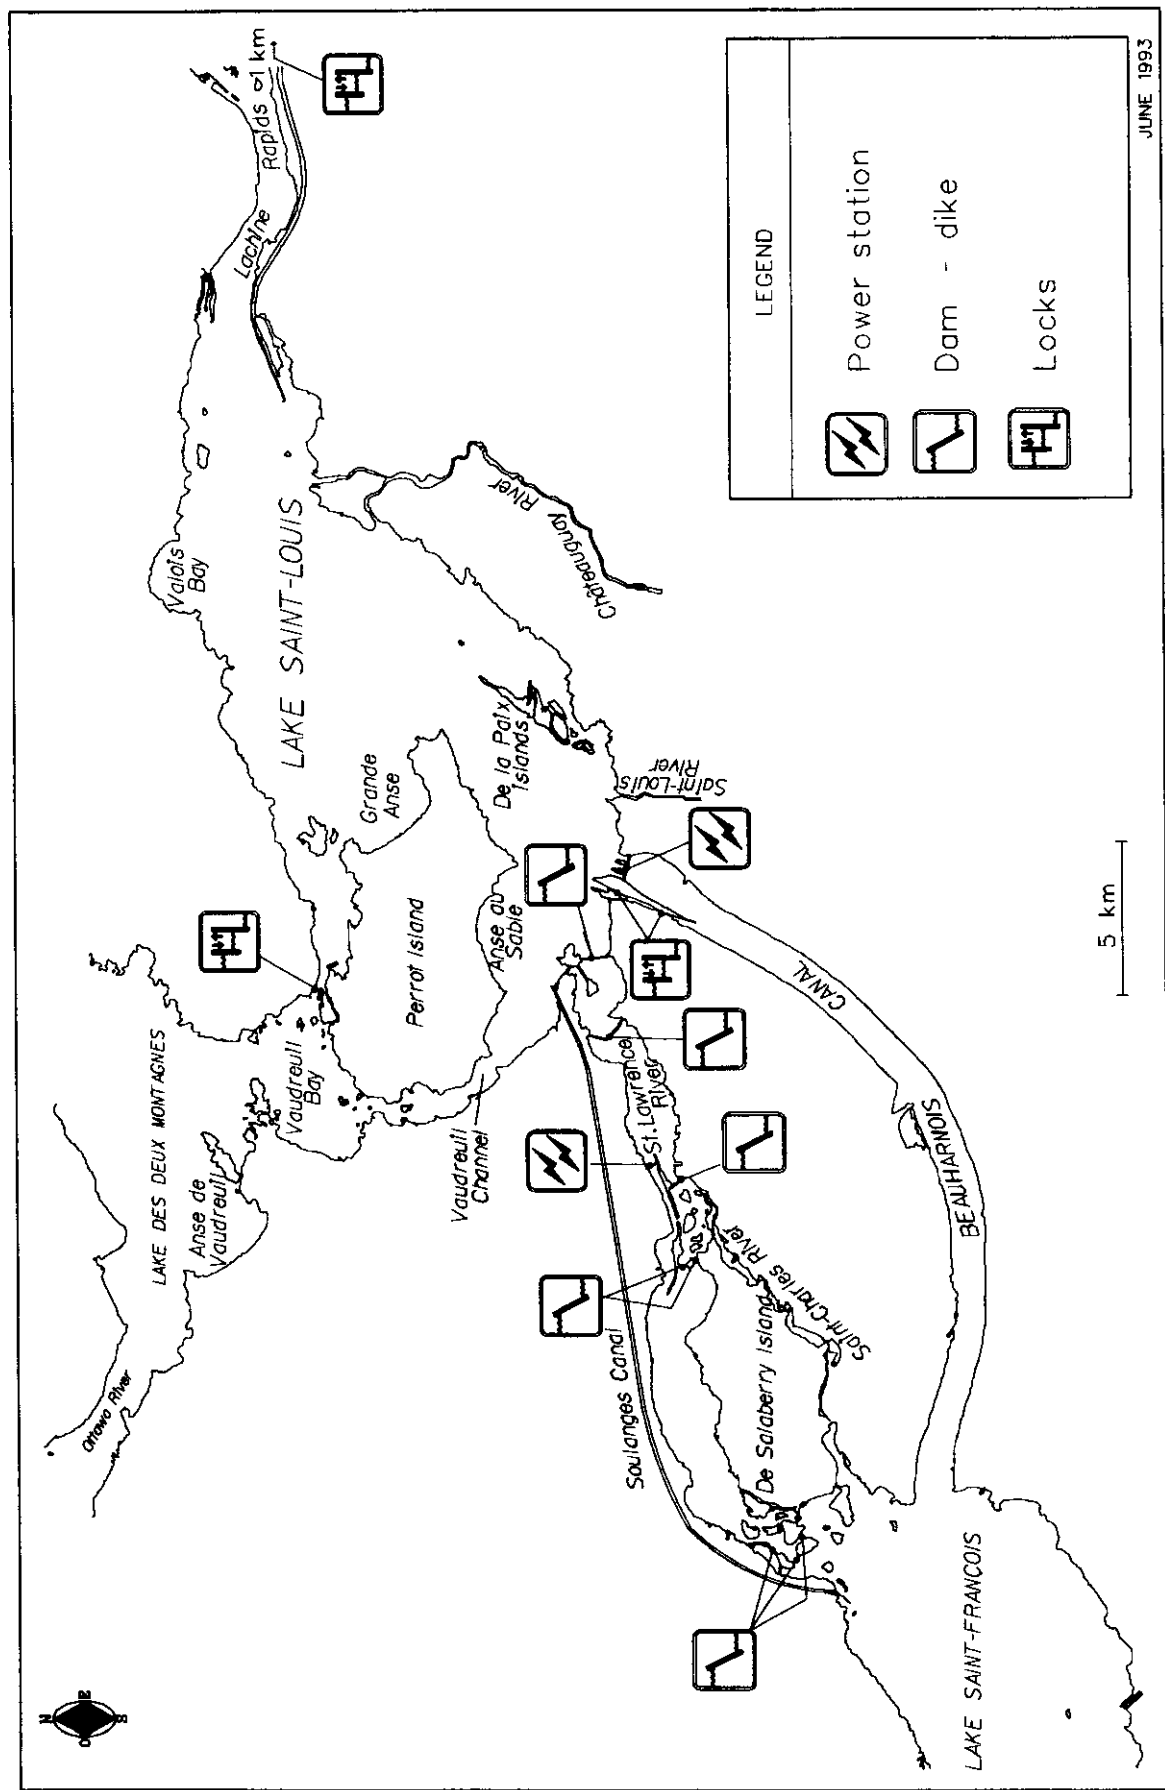 Rapids
1 km
Lachine
Valois
Bay
LAKE SAINT-LOUIS
River
Châteauguay
Grande
Anse
De la Paix
Islands
Saint-Louis
River
Perrot Island
Anse au
Sable
LAKE DES DEUX MONTAGNES
Vaudreuil
Bay
Anse de
Vaudreuil
Vaudreuil
Channel
Ottawa River
St. Lawrence
River
CANAL
BEAUHARNOIS
Soulanges Canal
De Salaberry Island
Saint-Charles River
LAKE SAINT-FRANCOIS
5 km
N
E
S
O
LEGEND
Power station
Dam - dike
Locks
JUNE 1993